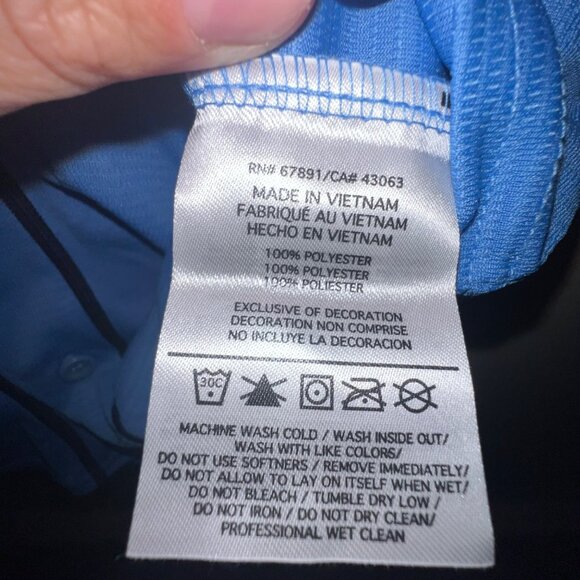 RN# 67891/CA# 43063
MADE IN VIETNAM
FABRIQUÉ AU VIETNAM
HECHO EN VIETNAM
100% POLYESTER
100% POLYESTER
100% POLIESTER
EXCLUSIVE OF DECORATION
DECORATION NON COMPRISE
NO INCLUYE LA DECORACION
30C
MACHINE WASH COLD / WASH INSIDE OUT/
WASH WITH LIKE COLORS/
DO NOT USE SOFTNERS / REMOVE IMMEDIATELY/
DO NOT ALLOW TO LAY ON ITSELF WHEN WET/
DO NOT BLEACH / TUMBLE DRY LOW /
DO NOT IRON / DO NOT DRY CLEAN/
PROFESSIONAL WET CLEAN